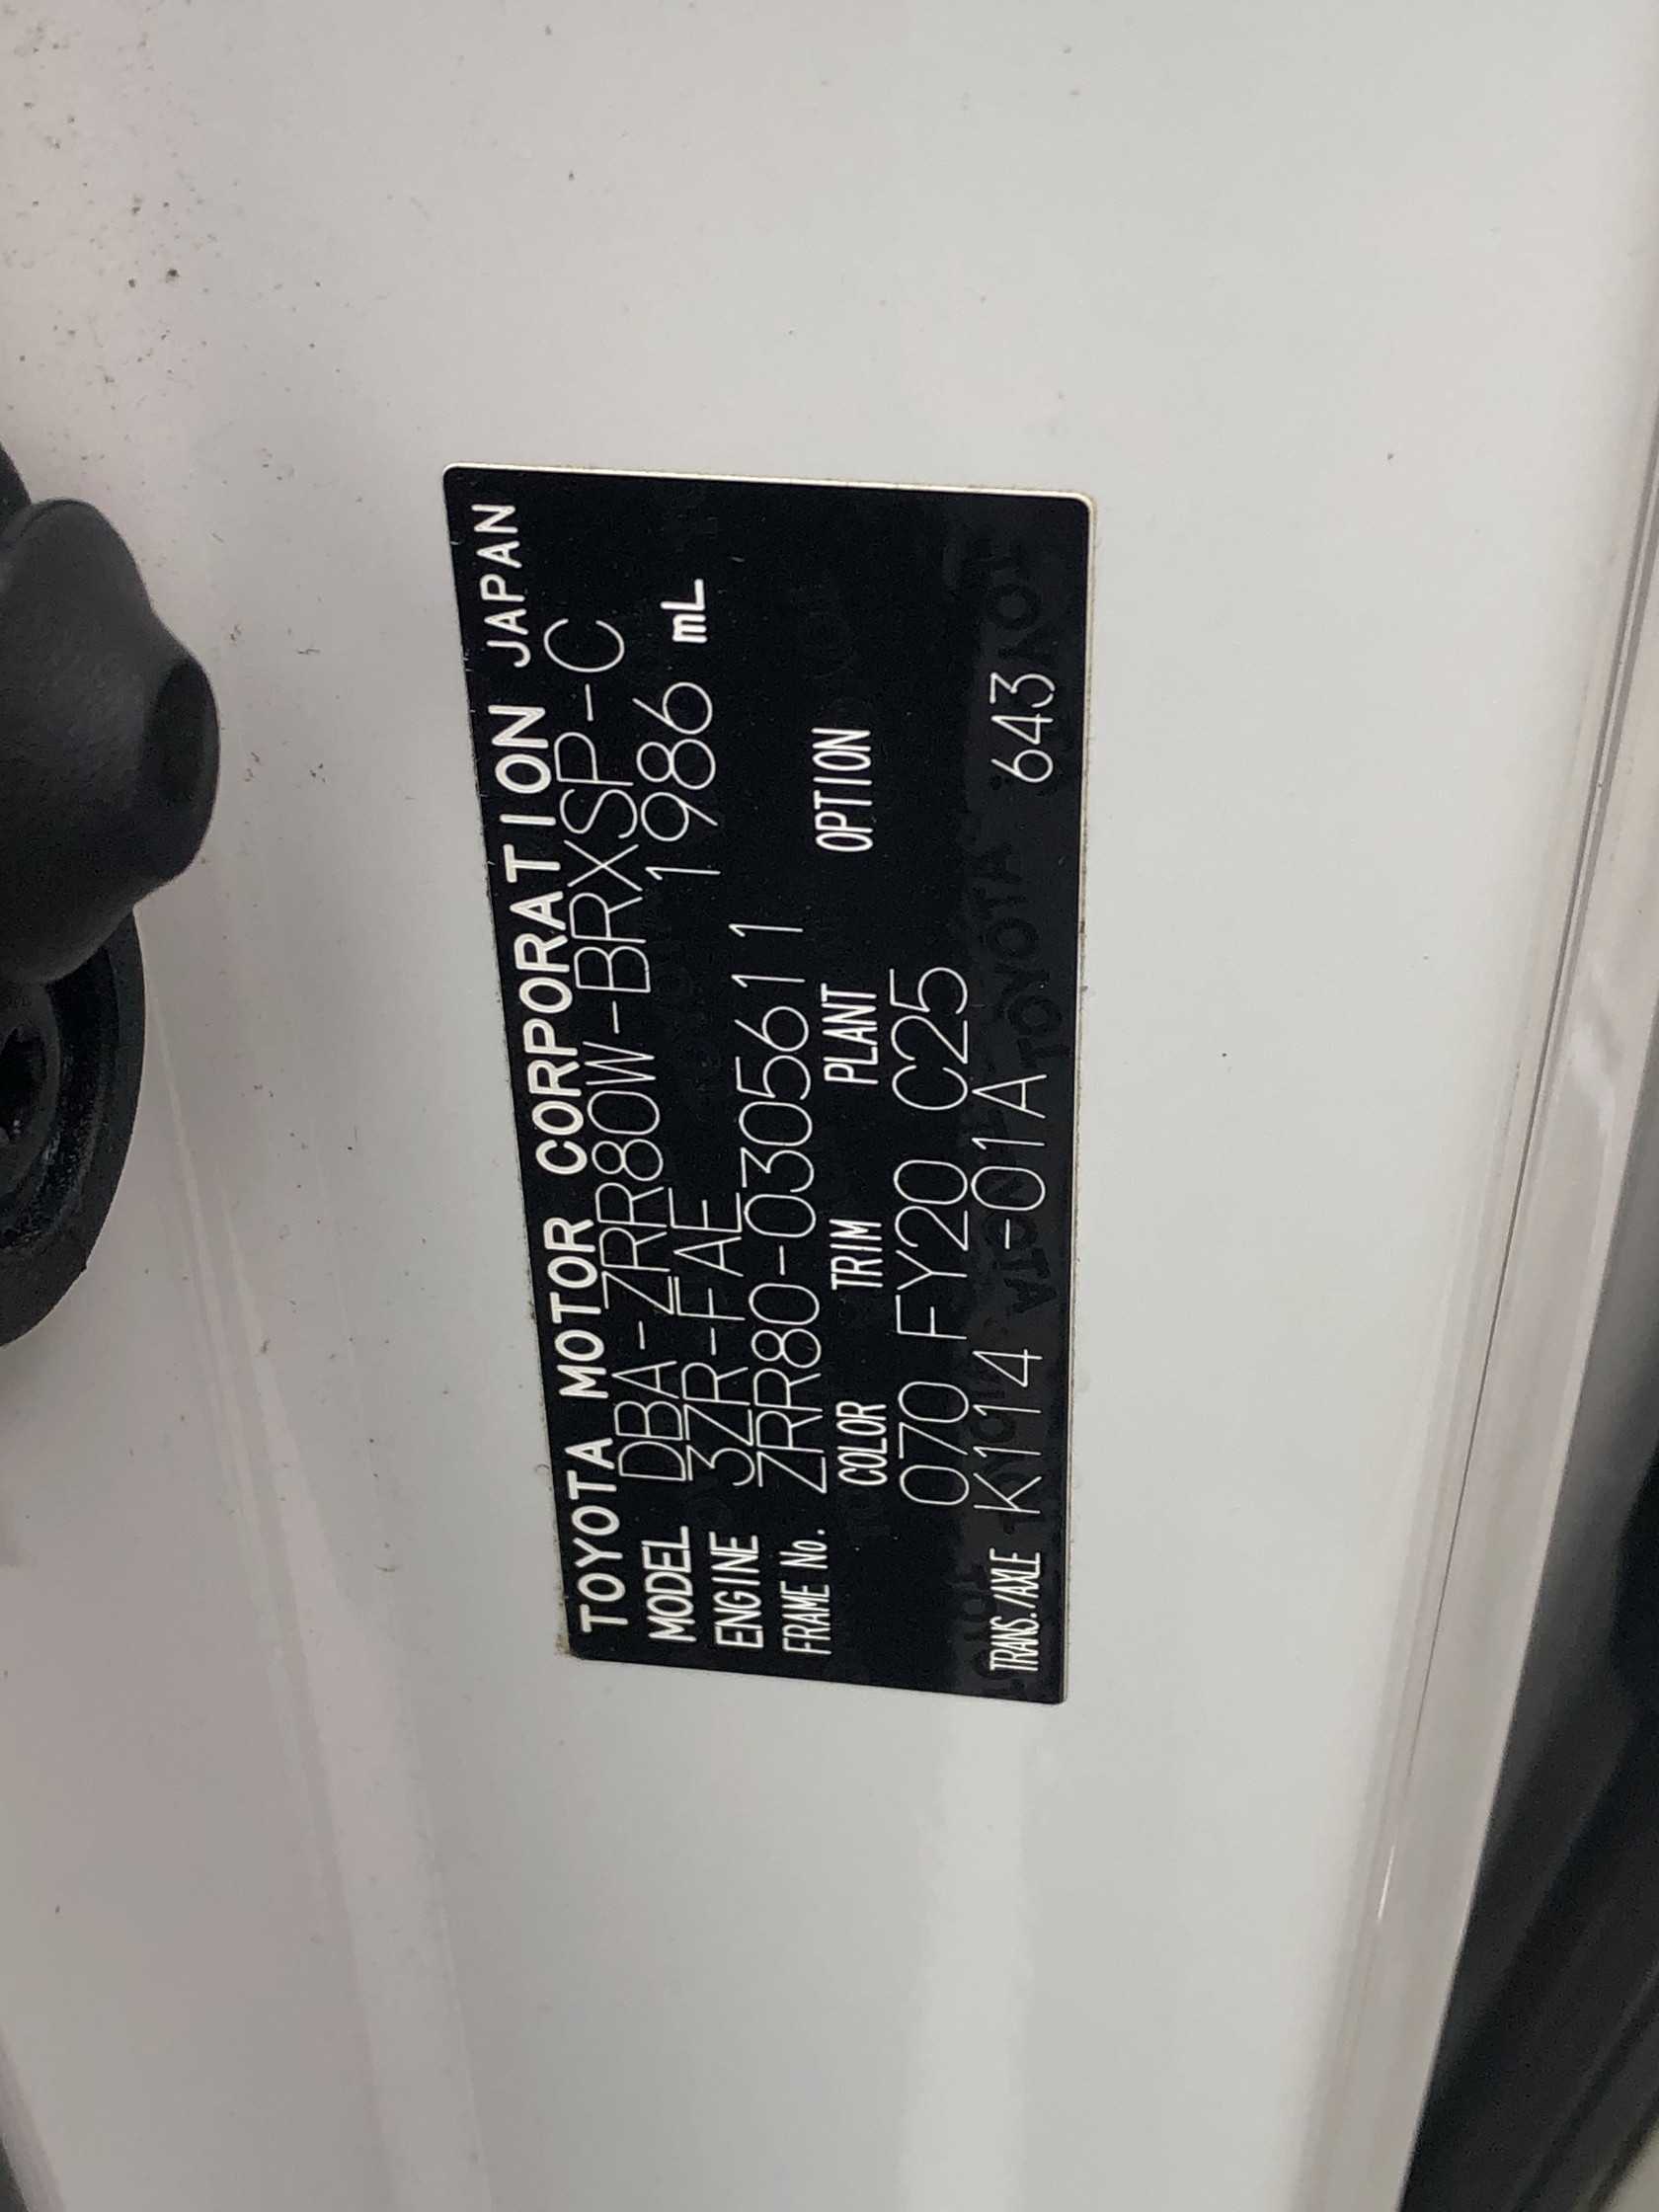 TOYOTA MOTOR CORPORATION JAPAN
MODEL DBA-ZRR80W-BRXSP-C
ENGINE 3ZR-FAE 1986 mL
FRAME No. ZRR80-0305611
COLOR TRIM PLANT OPTION
070 FY20 C25
TRANS./AXLE K114 -01A 643